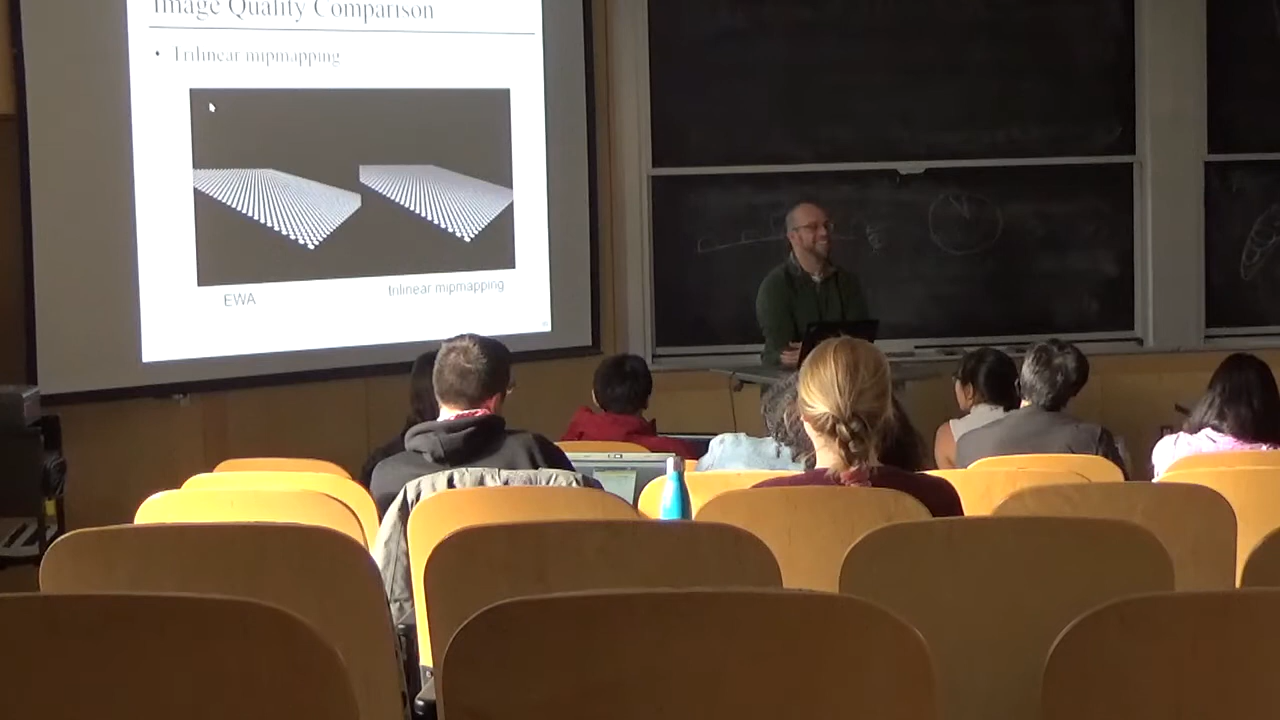 Image Quality Comparison
• Trilinear mipmapping
EWA
trilinear mipmapping